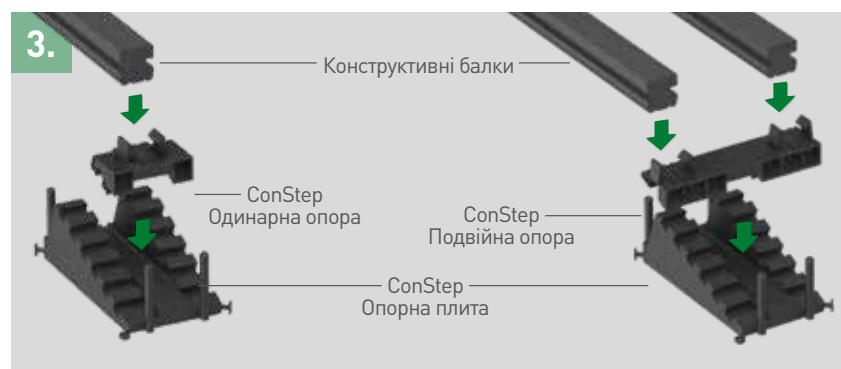 3.
Конструктивні балки
ConStep
Одинарна опора
ConStep
Подвійна опора
ConStep
Опорна плита